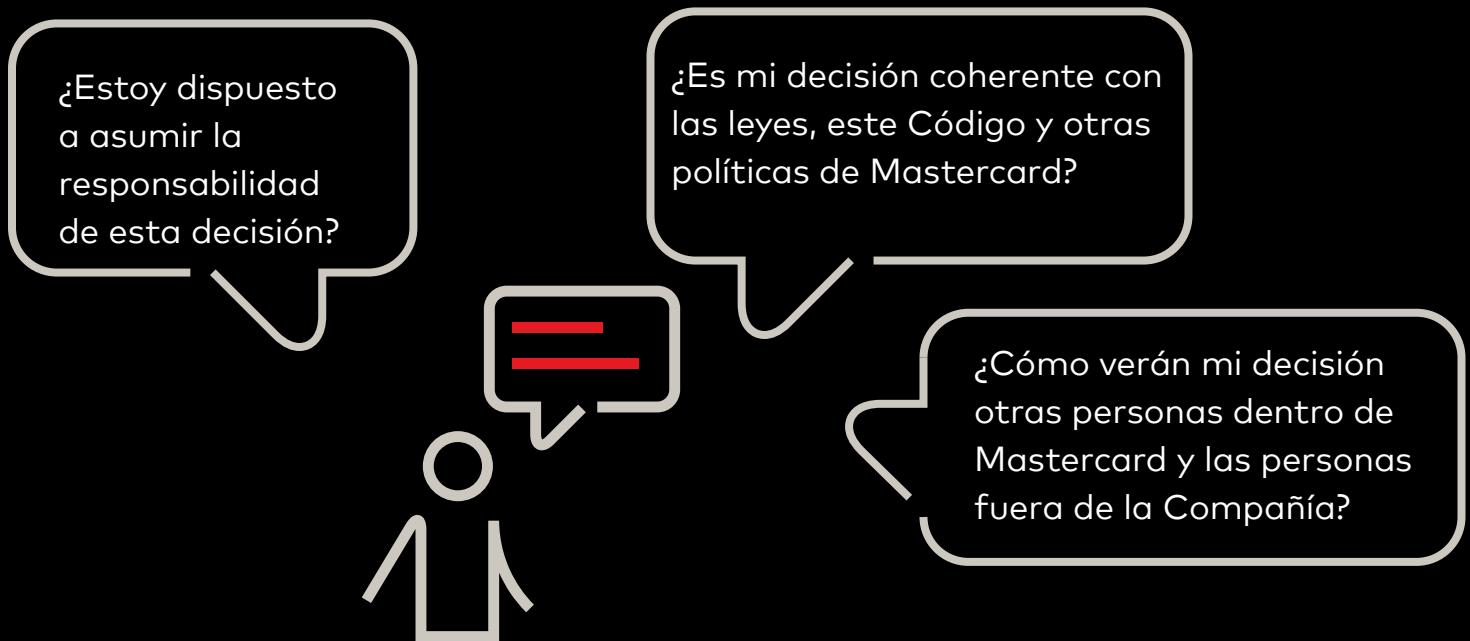 ¿Estoy dispuesto
a asumir la
responsabilidad
de esta decisión?
¿Es mi decisión coherente con
las leyes, este Código y otras
políticas de Mastercard?
¿Cómo verán mi decisión
otras personas dentro de
Mastercard y las personas
fuera de la Compañía?